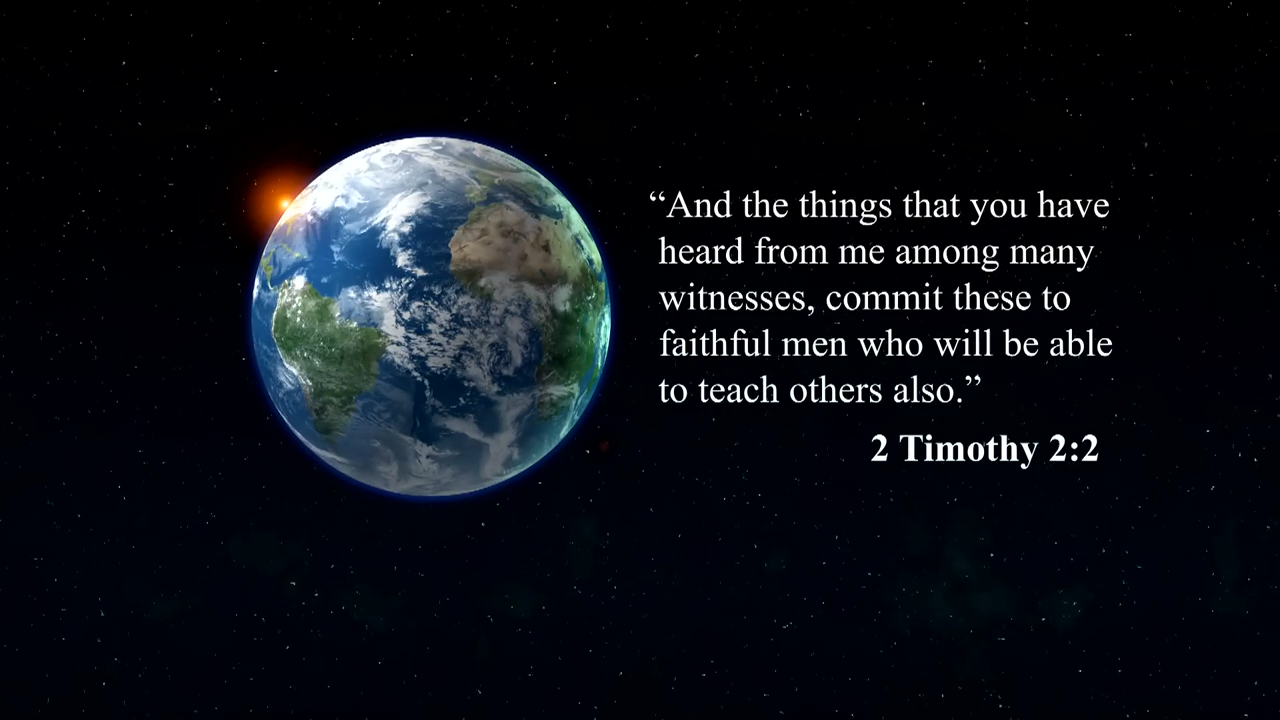 “And the things that you have
heard from me among many
witnesses, commit these to
faithful men who will be able
to teach others also.”
2 Timothy 2:2